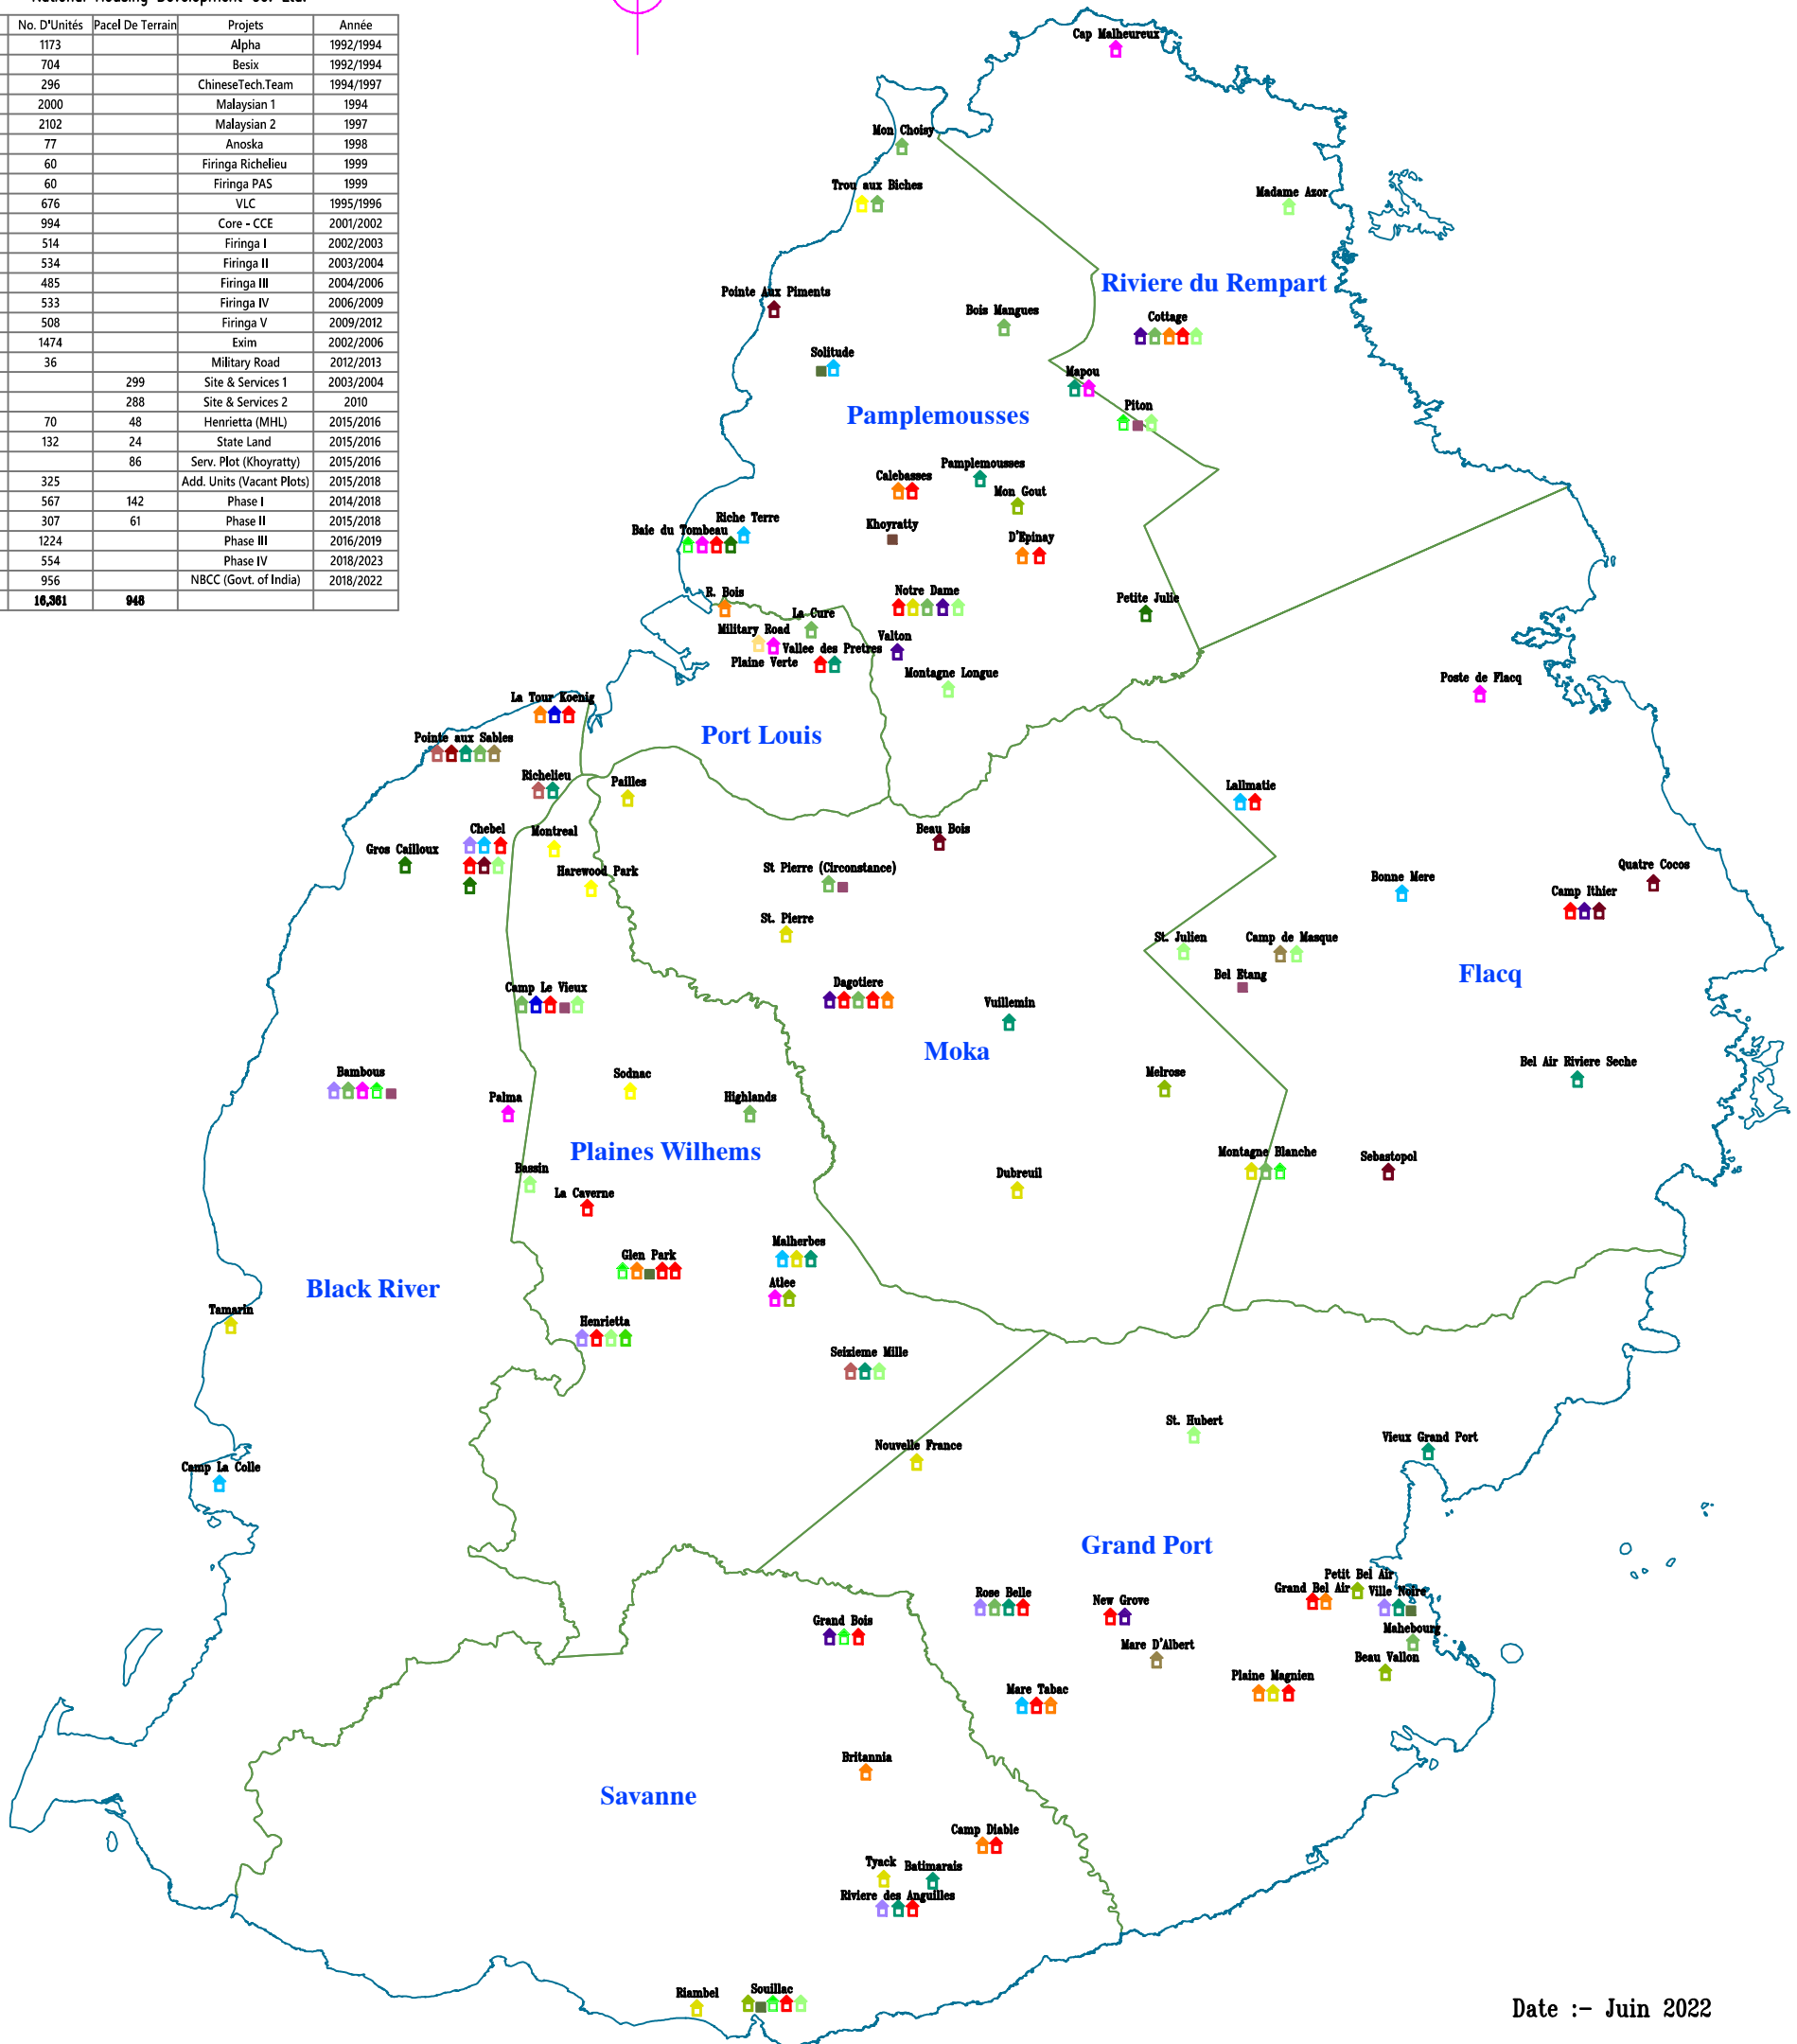 No. D'Unités Pacel De Terrain Projets Année
1173 Alpha 1992/1994
704 Besix 1992/1994
296 ChineseTech.Team 1994/1997
2000 Malaysian 1 1994
2102 Malaysian 2 1997
77 Anoska 1998
60 Firinga Richelieu 1999
60 Firinga PAS 1999
676 VLC 1995/1996
994 Core - CCE 2001/2002
514 Firinga I 2002/2003
534 Firinga II 2003/2004
485 Firinga III 2004/2006
533 Firinga IV 2006/2009
508 Firinga V 2009/2012
1474 Exim 2002/2006
36 Military Road 2012/2013
299 Site & Services 1 2003/2004
288 Site & Services 2 2010
70 48 Henrietta (MHL) 2015/2016
132 24 State Land 2015/2016
86 Serv. Plot (Khoyratty) 2015/2016
325 Add. Units (Vacant Plots) 2015/2018
567 142 Phase I 2014/2018
307 61 Phase II 2015/2018
1224 Phase III 2016/2019
554 Phase IV 2018/2023
956 NBCC (Govt. of India) 2018/2022
16,361 948
Cap Malheureux
Mon Choisy
Trou aux Biches
Madame Azor
Riviere du Rempart
Pointe Aux Piments
Bois Mangues
Cottage
Solitude
Mapou
Piton
Pamplemousses
Pamplemousses
Calebasses
Mon Gout
Riche Terre
Baie du Tombeau
Khoyratty
D'Epinay
R. Bois
Notre Dame
Petite Julie
La Cure
Military Road
Valton
Vallee des Pretres
Plaine Verte
Montagne Longue
Poste de Flacq
La Tour Koenig
Port Louis
Pointe aux Sables
Richelieu
Pailles
Lallmatie
Chebel
Montreal
Beau Bois
Gros Cailloux
Harewood Park
St Pierre (Circonstance)
Quatre Cocos
Bonne Mere
Camp Ithier
St. Pierre
St. Julien
Camp de Masque
Bel Etang
Flacq
Camp Le Vieux
Dagotiere
Vuillemin
Moka
Bambous
Sodnac
Melrose
Bel Air Riviere Seche
Palma
Highlands
Plaines Wilhems
Bassin
Dubreuil
Montagne Blanche
Sebastopol
La Caverne
Malherbes
Glen Park
Atlee
Black River
Tamarin
Henrietta
Seizieme Mille
St. Hubert
Vieux Grand Port
Nouvelle France
Camp La Colle
Grand Port
Petit Bel Air
Grand Bel Air
Ville Noire
Rose Belle
New Grove
Grand Bois
Mahebourg
Mare D'Albert
Beau Vallon
Plaine Magnien
Mare Tabac
Britannia
Savanne
Camp Diable
Tyack
Batimarais
Riviere des Anguilles
Riambel
Souillac
Date :- Juin 2022